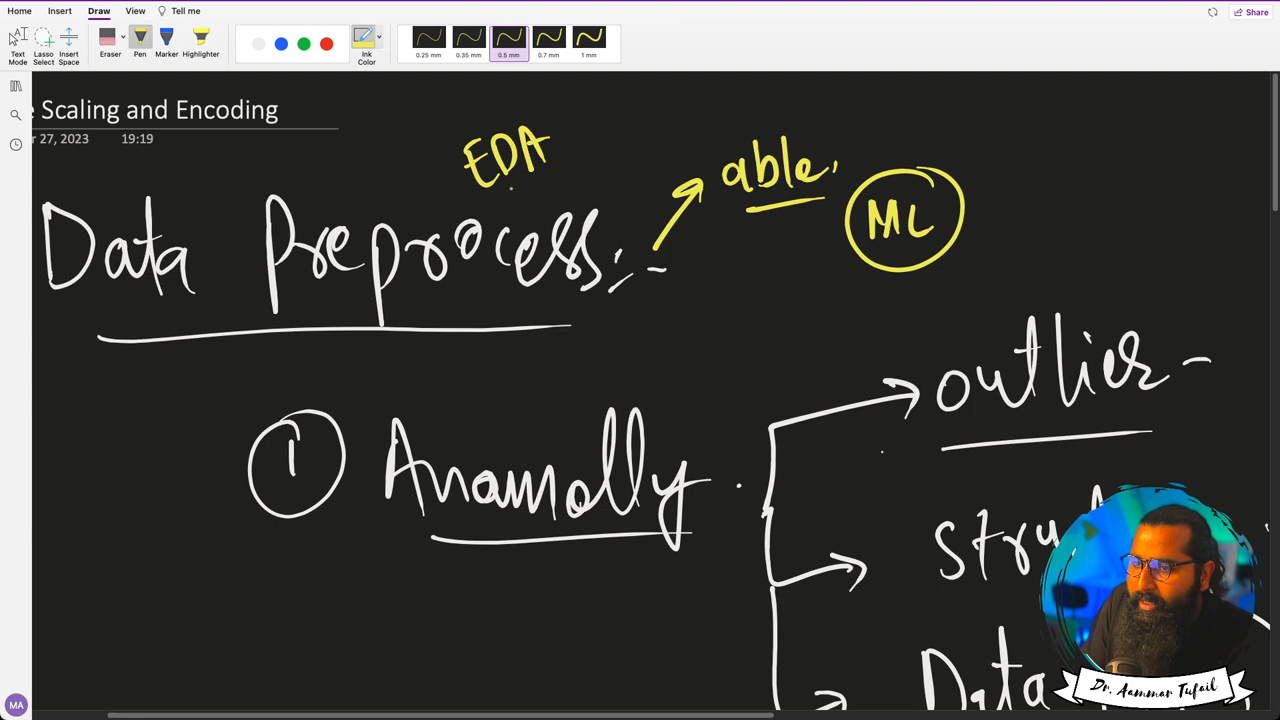 Home Insert Draw View Tell me Share
Text Mode Lasso Select Insert Space Eraser Pen Marker Highlighter Ink Color 0.25 mm 0.35 mm 0.5 mm 0.7 mm 1 mm
Scaling and Encoding
27, 2023 19:19
EDA
able.
ML
Data Preprocess:-
outlier -
① Anamolly.
Data
MA
Dr. Aammar Tufail